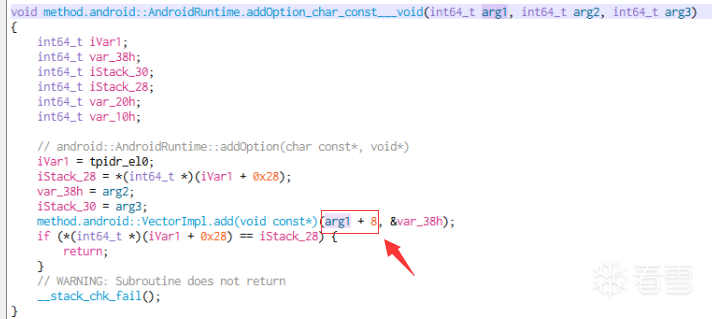 void method.android::AndroidRuntime.addOption_char_const___void(int64_t arg1, int64_t arg2, int64_t arg3)
{
    int64_t iVar1;
    int64_t var_38h;
    int64_t iStack_30;
    int64_t iStack_28;
    int64_t var_20h;
    int64_t var_10h;

    // android::AndroidRuntime::addOption(char const*, void*)
    iVar1 = tpidr_el0;
    iStack_28 = *(int64_t *)(iVar1 + 0x28);
    var_38h = arg2;
    iStack_30 = arg3;
    method.android::VectorImpl.add(void const*)(arg1 + 8, &var_38h);
    if (*(int64_t *)(iVar1 + 0x28) == iStack_28) {
        return;
    }
    // WARNING: Subroutine does not return
    __stack_chk_fail();
}
看雪